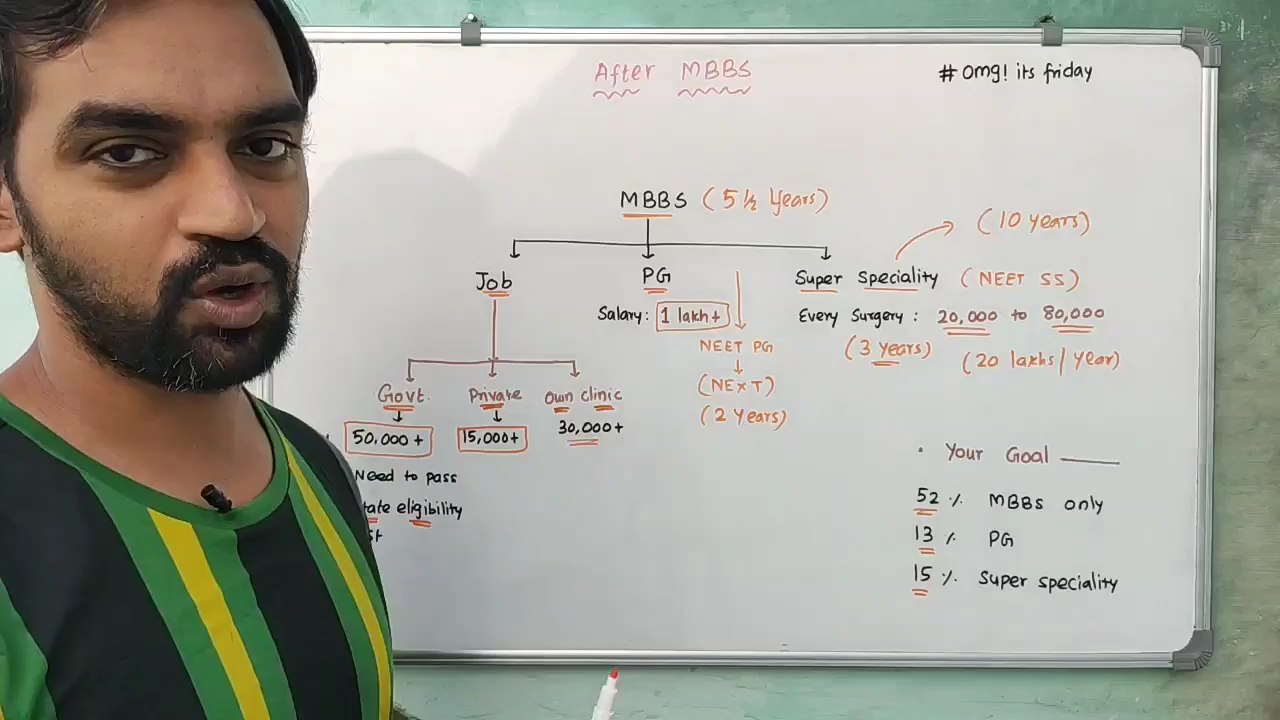 After MBBS
# omg! its friday
MBBS (5 1/2 Years)
(10 years)
Job
PG
Super Speciality (NEET SS)
Salary: 1 lakh+
Every Surgery: 20,000 to 80,000
NEET PG
(3 years)
(20 lakhs/year)
(NEXT)
(2 Years)
Govt.
Private
Own clinic
50,000+
15,000+
30,000+
Need to pass
eligibility
Your Goal
52 % MBBS only
13 % PG
15 % Super speciality